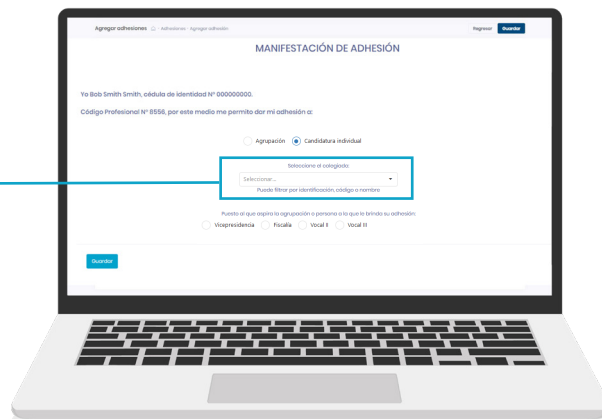 Agregar adhesiones Adhesiones - Agregar adhesión Regresar Guardar
MANIFESTACIÓN DE ADHESIÓN
Yo Bob Smith Smith, cédula de identidad N° 000000000.
Código Profesional N° 8556, por este medio me permito dar mi adhesión a:
Agrupación Candidatura individual
Seleccione al colegiado:
Seleccionar...
Puede filtrar por identificación, código o nombre
Puesto al que aspira la agrupación o persona a la que le brinda su adhesión:
Vicepresidencia Fiscalía Vocal II Vocal III
Guardar